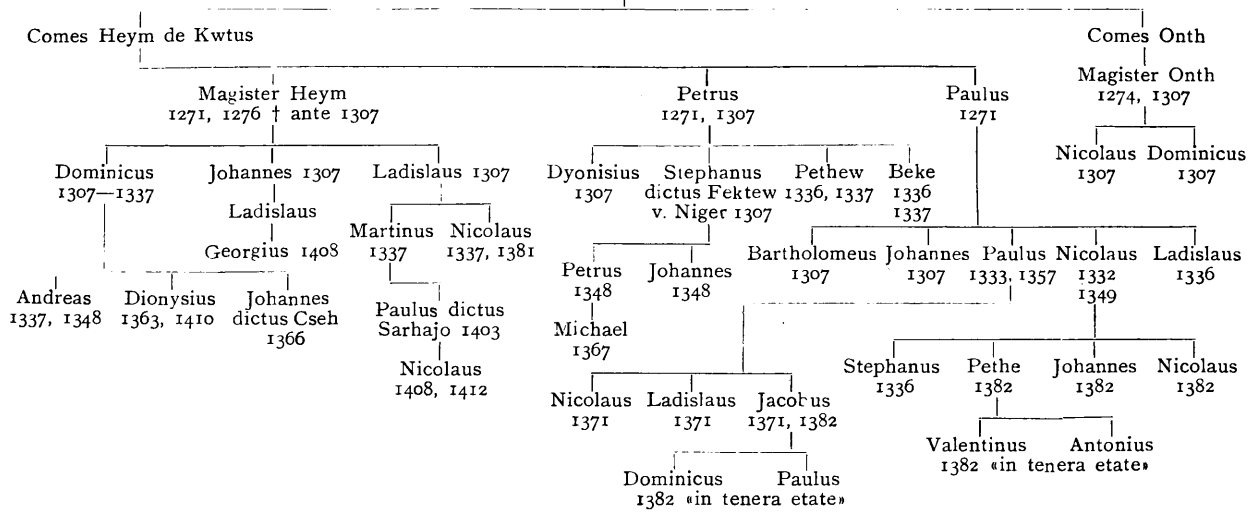 Comes Heym de Kwtus
Comes Onth
Magister Heym
1271, 1276 † ante 1307
Petrus
1271, 1307
Paulus
1271
Magister Onth
1274, 1307
Dominicus
1307—1337
Johannes 1307
Ladislaus 1307
Dyonisius
1307
Stephanus
dictus Fektew
v. Niger 1307
Pethew
1336, 1337
Beke
1336
1337
Nicolaus
1307
Dominicus
1307
Ladislaus
Georgius 1408
Martinus
1337
Nicolaus
1337, 1381
Bartholomeus
1307
Johannes
1307
Paulus
1333, 1357
Nicolaus
1332
1349
Ladislaus
1336
Andreas
1337, 1348
Dionysius
1363, 1410
Johannes
dictus Cseh
1366
Paulus dictus
Sarhajo 1403
Nicolaus
1408, 1412
Petrus
1348
Johannes
1348
Michael
1367
Stephanus
1336
Pethe
1382
Johannes
1382
Nicolaus
1382
Nicolaus
1371
Ladislaus
1371
Jacobus
1371, 1382
Valentinus Antonius
1382 «in tenera etate»
Dominicus Paulus
1382 «in tenera etate»